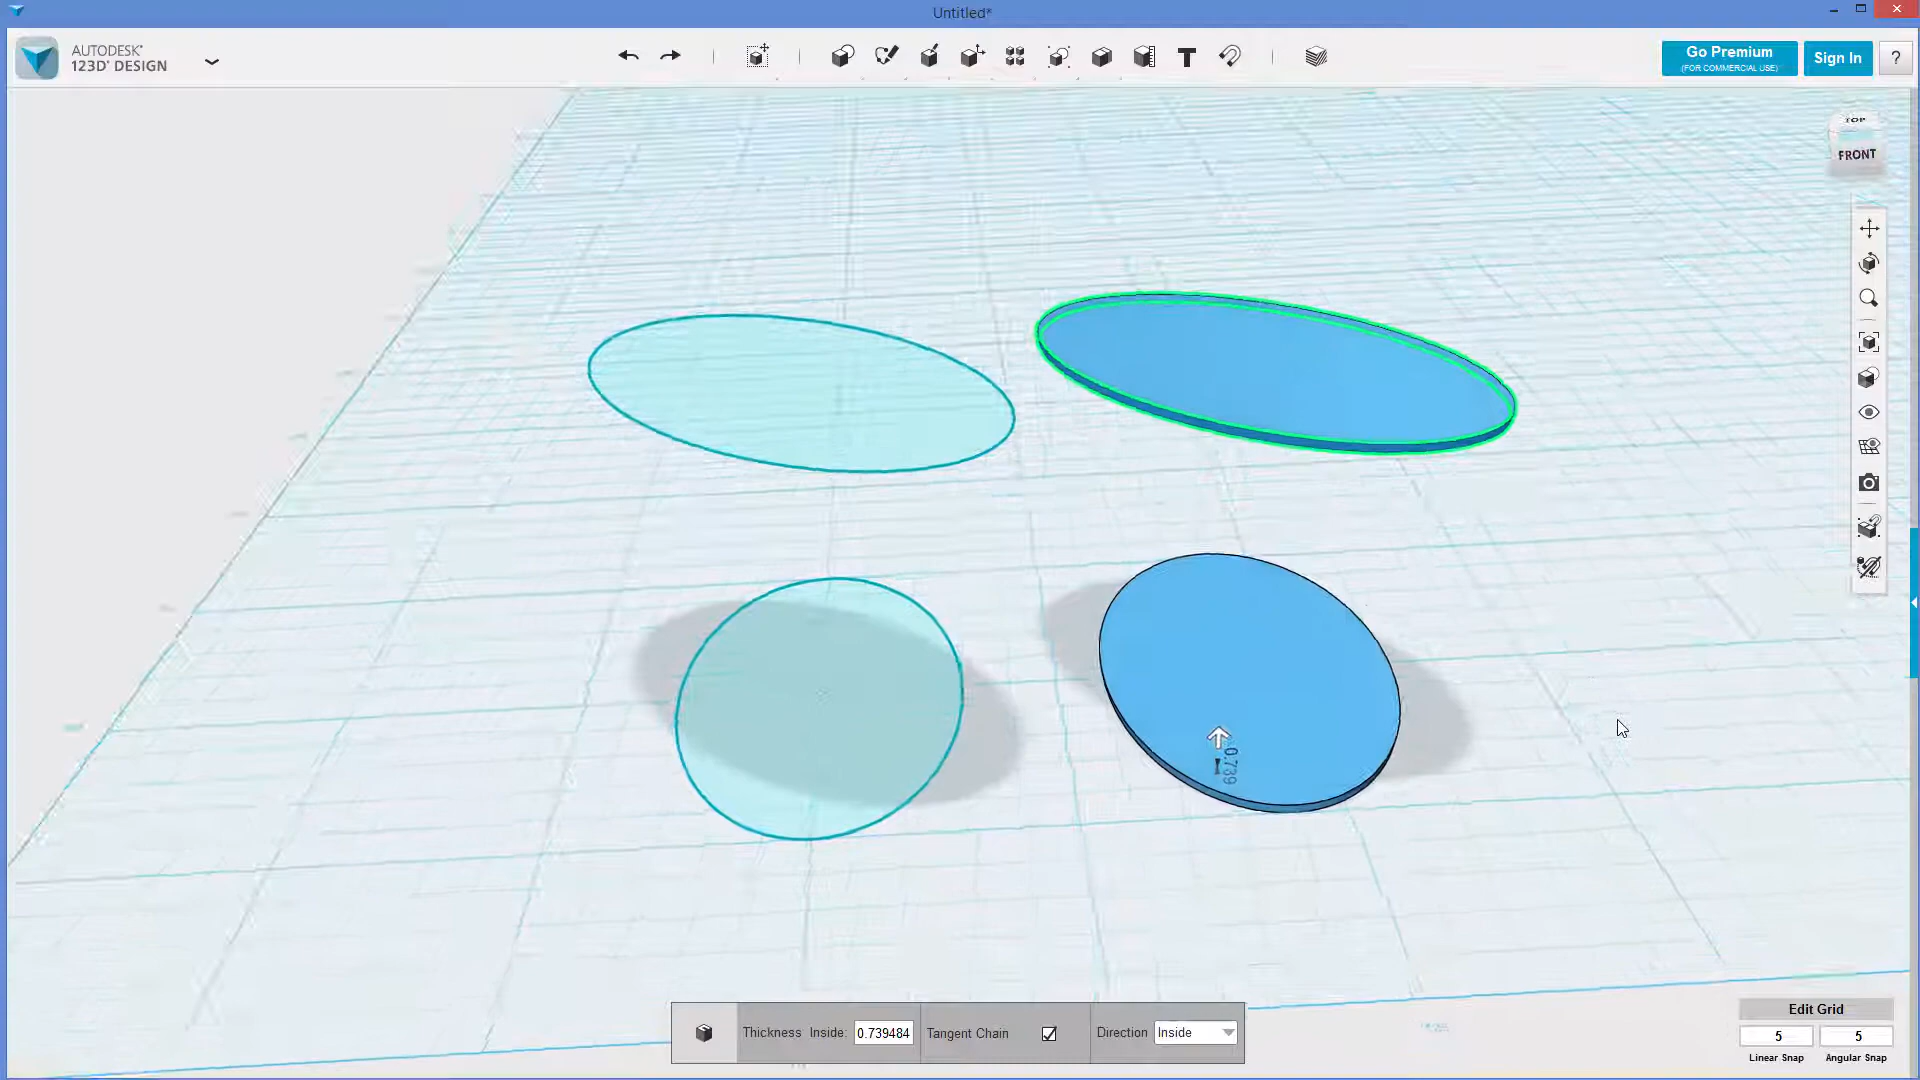 Untitled*
AUTODESK®
123D® DESIGN
Go Premium
(FOR COMMERCIAL USE)
Sign In
?
TOP
FRONT
0.739
Thickness Inside: 0.739484 Tangent Chain Direction Inside
Edit Grid
5 5
Linear Snap Angular Snap